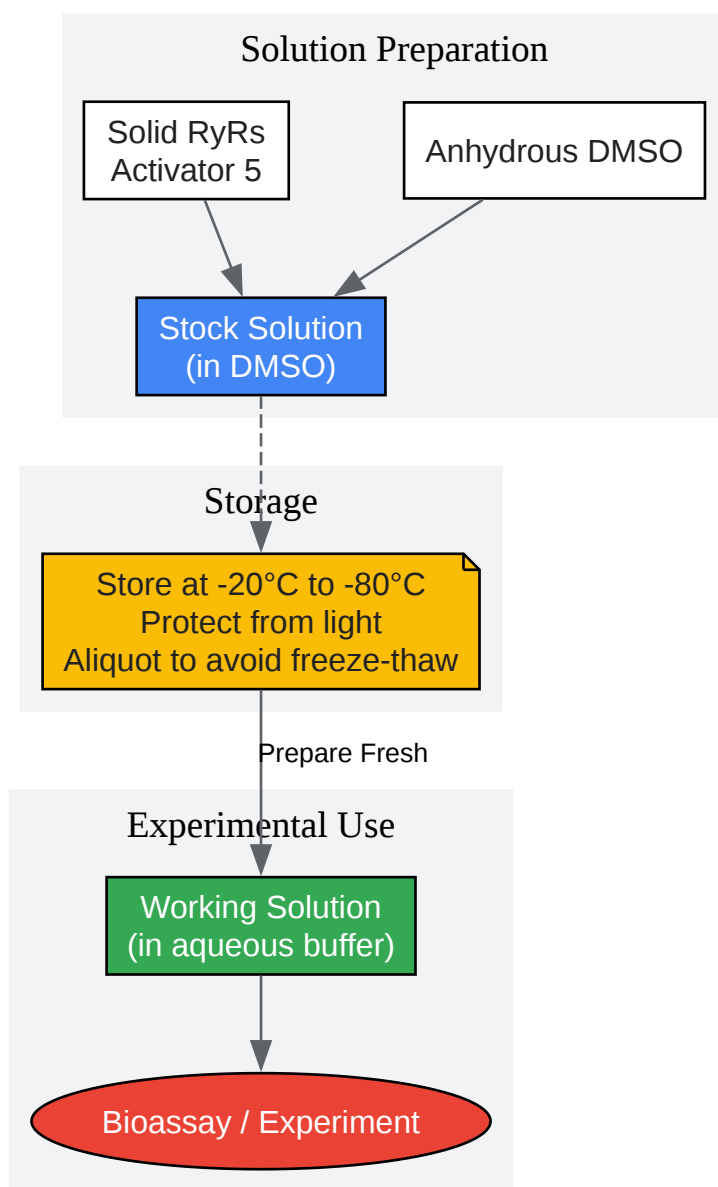 Solution Preparation
Solid RyRs
Activator 5
Anhydrous DMSO
Stock Solution
(in DMSO)
Storage
Store at -20°C to -80°C
Protect from light
Aliquot to avoid freeze-thaw
Prepare Fresh
Experimental Use
Working Solution
(in aqueous buffer)
Bioassay / Experiment